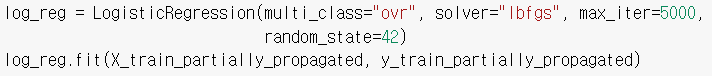 log_reg = LogisticRegression(multi_class="ovr", solver="lbfgs", max_iter=5000,
random_state=42)
log_reg.fit(X_train_partially_propagated, y_train_partially_propagated)